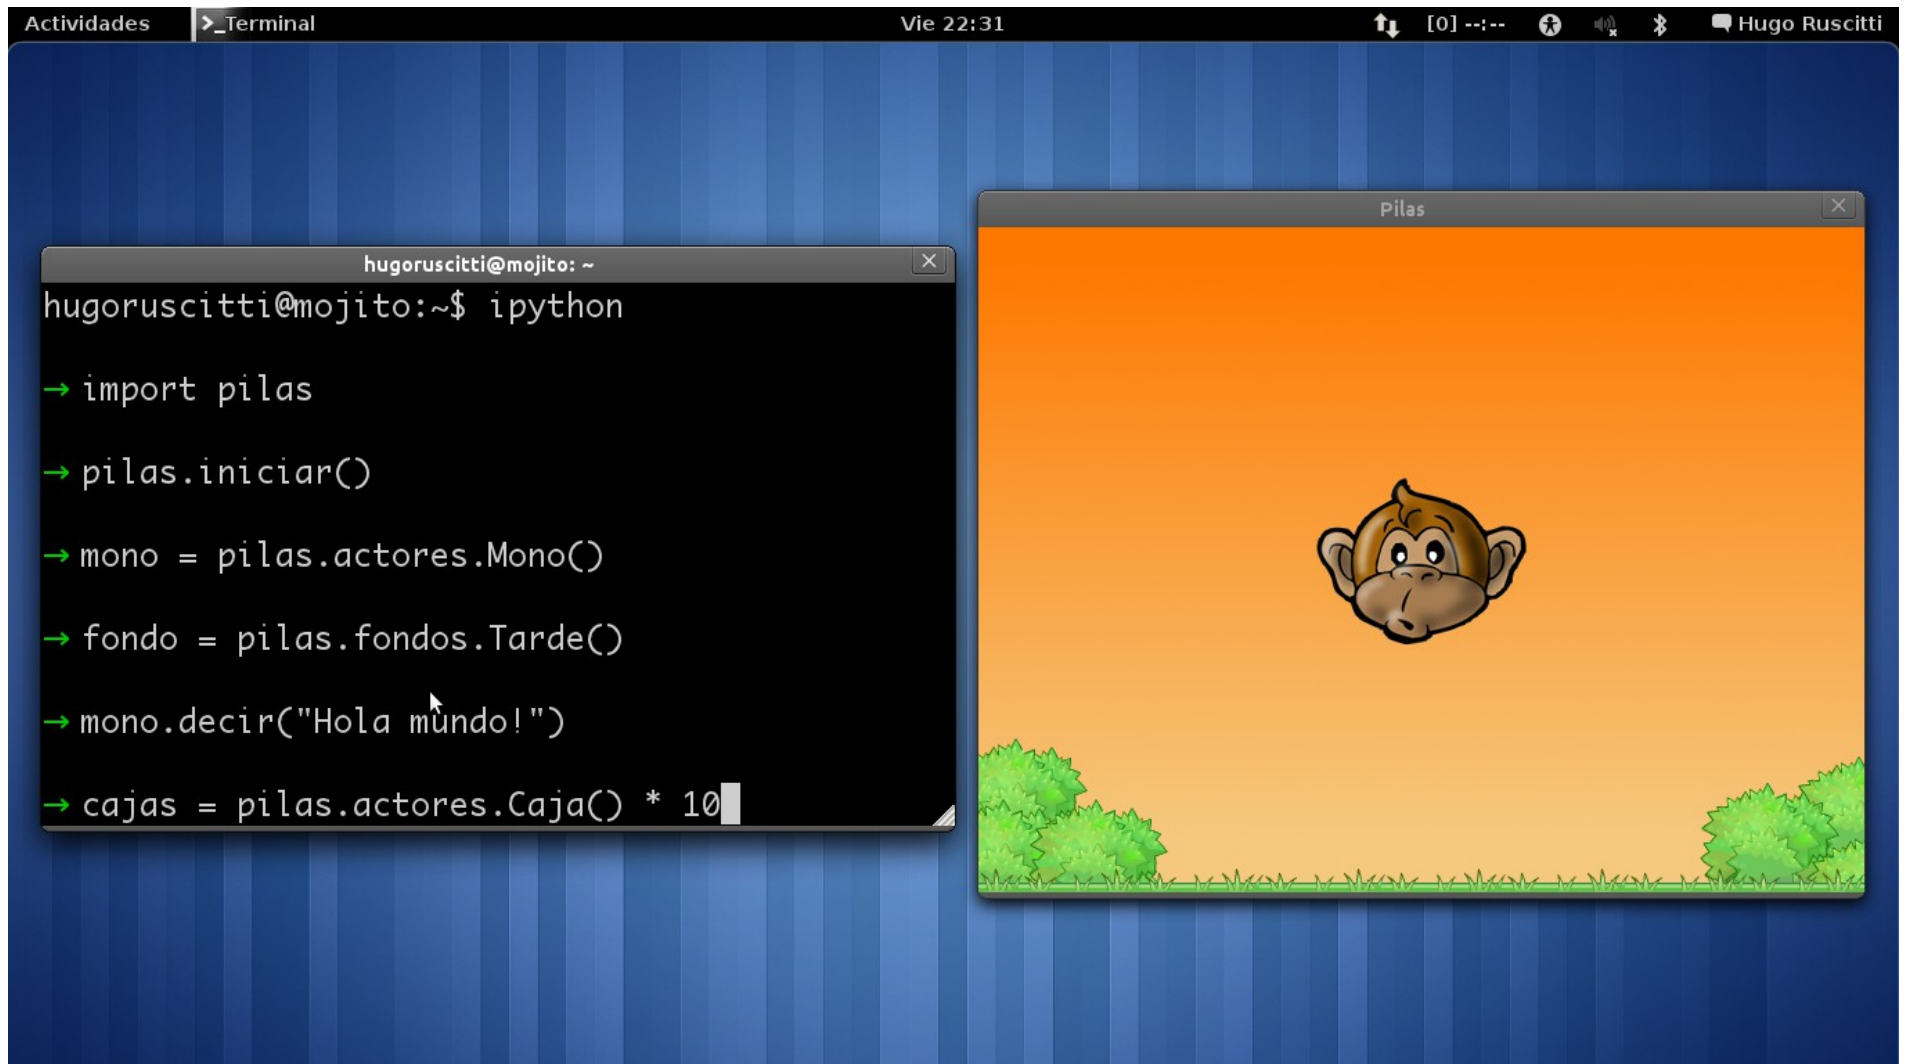 Actividades
>_Terminal
Vie 22:31
[0] --:--
Hugo Ruscitti
Pilas
hugoruscitti@mojito: ~
hugoruscitti@mojito:~$ ipython
→ import pilas
→ pilas.iniciar()
→ mono = pilas.actores.Mono()
→ fondo = pilas.fondos.Tarde()
→ mono.decir("Hola mundo!")
→ cajas = pilas.actores.Caja() * 10